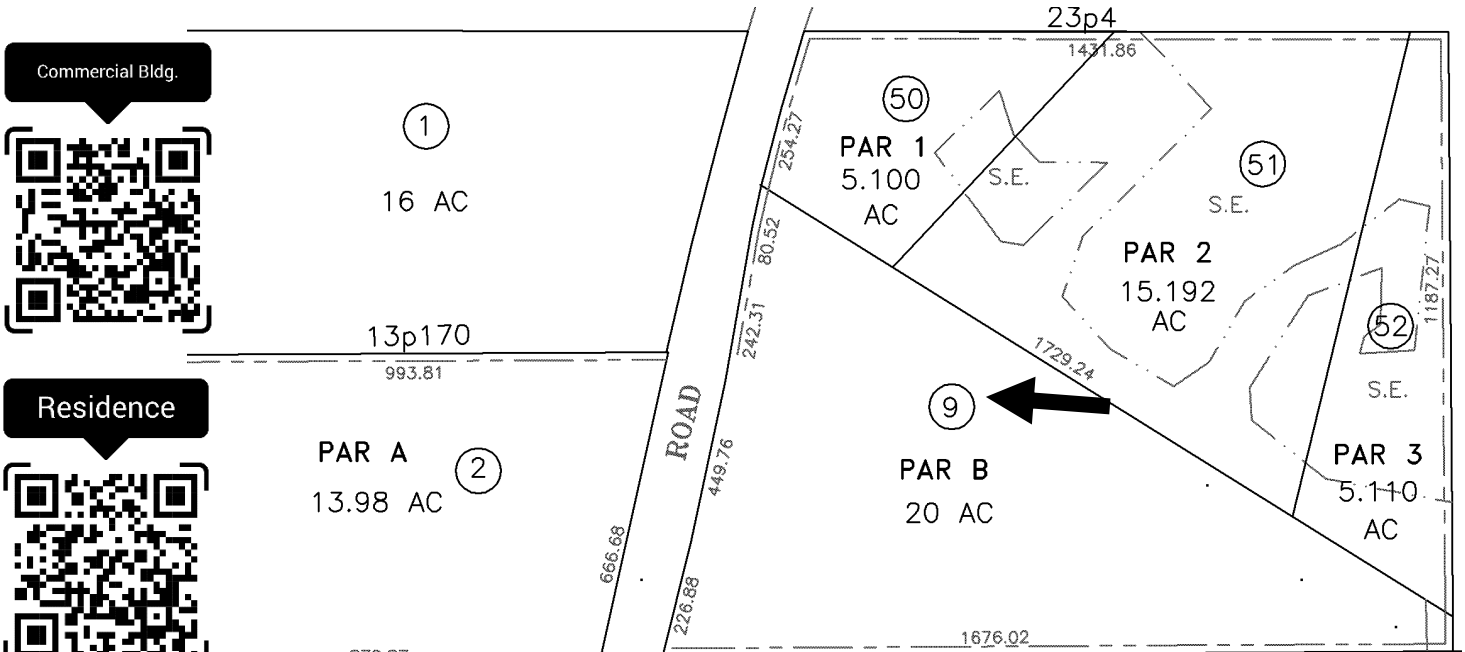 23p4
1431.86
Commercial Bldg.
1
16 AC
50
PAR 1
5.100
AC
254.27
S.E.
51
S.E.
PAR 2
15.192
AC
80.52
242.31
1187.27
52
S.E.
13p170
993.81
1729.24
Residence
ROAD
9
PAR A
2
13.98 AC
PAR B
20 AC
449.76
PAR 3
5.110
AC
666.68
226.88
1676.02